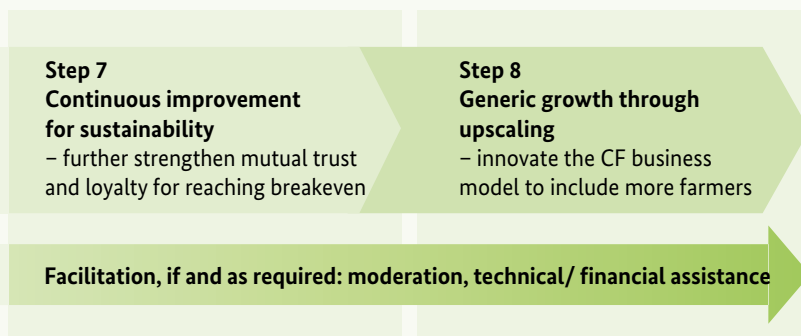 Step 7
Continuous improvement
for sustainability
– further strengthen mutual trust
and loyalty for reaching breakeven
Step 8
Generic growth through
upscaling
– innovate the CF business
model to include more farmers
Facilitation, if and as required: moderation, technical/ financial assistance